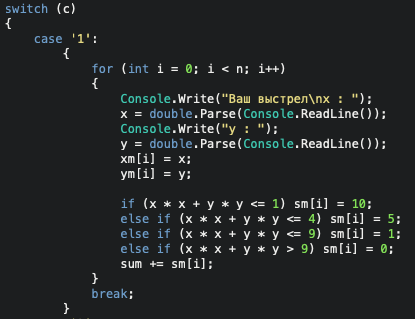 switch (c)
{
case '1':
{
for (int i = 0; i < n; i++)
{
Console.Write("Ваш выстрел\nx : ");
x = double.Parse(Console.ReadLine());
Console.Write("y : ");
y = double.Parse(Console.ReadLine());
xm[i] = x;
ym[i] = y;
if (x * x + y * y <= 1) sm[i] = 10;
else if (x * x + y * y <= 4) sm[i] = 5;
else if (x * x + y * y <= 9) sm[i] = 1;
else if (x * x + y * y > 9) sm[i] = 0;
sum += sm[i];
}
break;
}